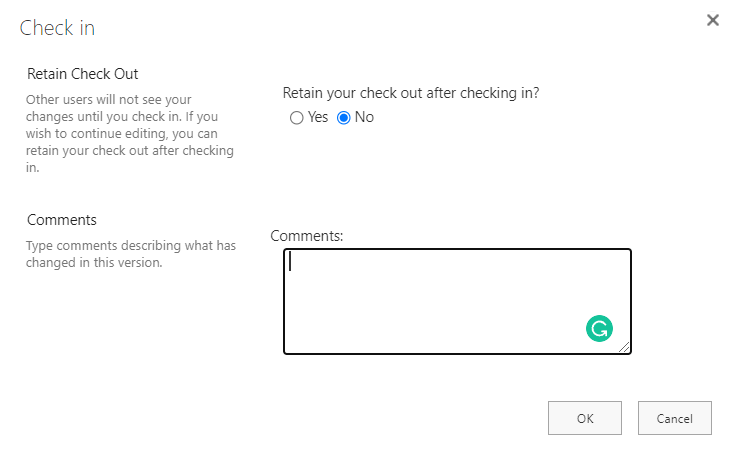 Check in
Retain Check Out
Other users will not see your
changes until you check in. If you
wish to continue editing, you can
retain your check out after checking
in.
Retain your check out after checking in?
Yes No
Comments
Type comments describing what has
changed in this version.
Comments:
OK Cancel